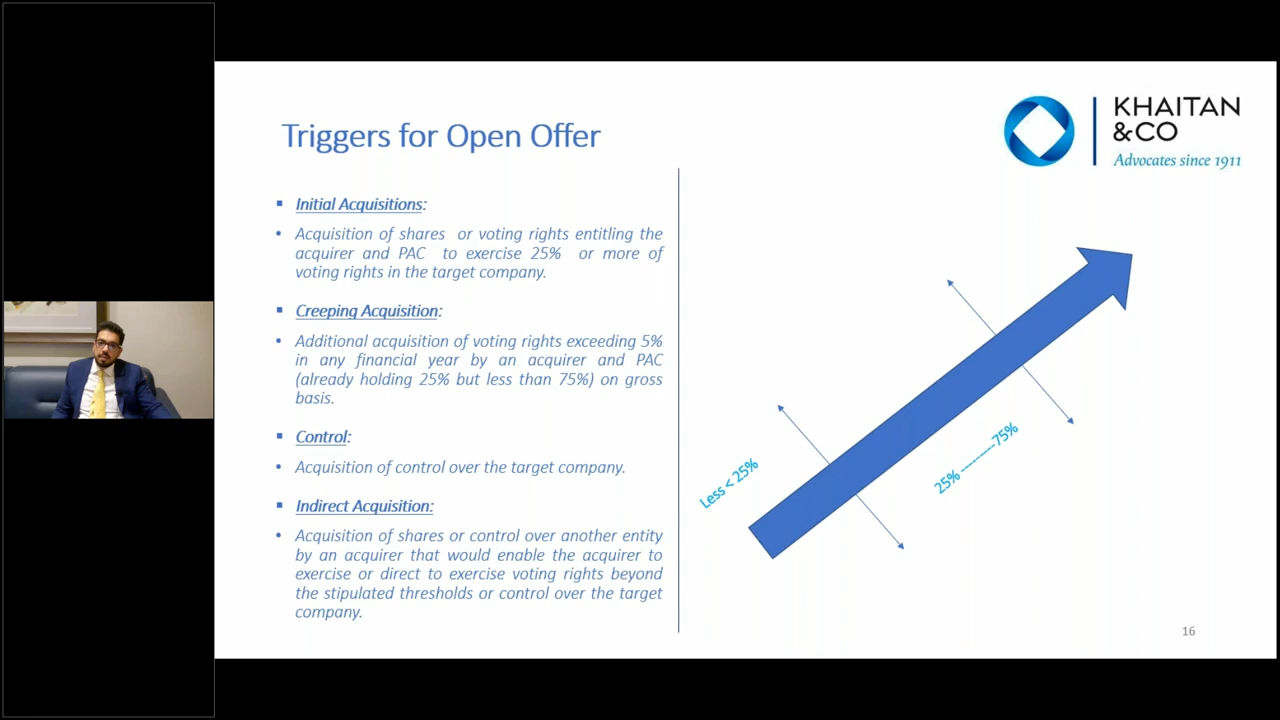 KHAITAN
&CO
Advocates since 1911
Triggers for Open Offer
▪ Initial Acquisitions:
• Acquisition of shares or voting rights entitling the
acquirer and PAC to exercise 25% or more of
voting rights in the target company.
▪ Creeping Acquisition:
• Additional acquisition of voting rights exceeding 5%
in any financial year by an acquirer and PAC
(already holding 25% but less than 75%) on gross
basis.
▪ Control:
• Acquisition of control over the target company.
▪ Indirect Acquisition:
• Acquisition of shares or control over another entity
by an acquirer that would enable the acquirer to
exercise or direct to exercise voting rights beyond
the stipulated thresholds or control over the target
company.
Less < 25%
25% ---------75%
16